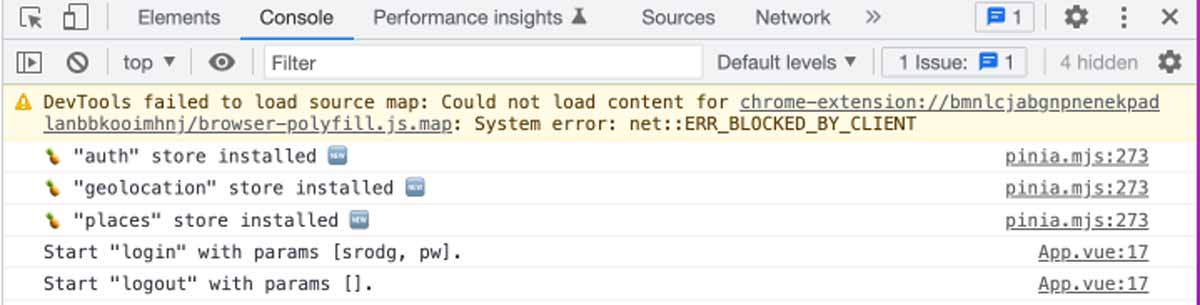 Elements Console Performance insights Sources Network 1
top Filter Default levels 1 Issue: 1 4 hidden
DevTools failed to load source map: Could not load content for chrome-extension://bmnlcjabgnpnenekpad
lanbbkooimhnj/browser-polyfill.js.map: System error: net::ERR_BLOCKED_BY_CLIENT
🍍 "auth" store installed 🆕 pinia.mjs:273
🍍 "geolocation" store installed 🆕 pinia.mjs:273
🍍 "places" store installed 🆕 pinia.mjs:273
Start "login" with params [srodg, pw]. App.vue:17
Start "logout" with params []. App.vue:17